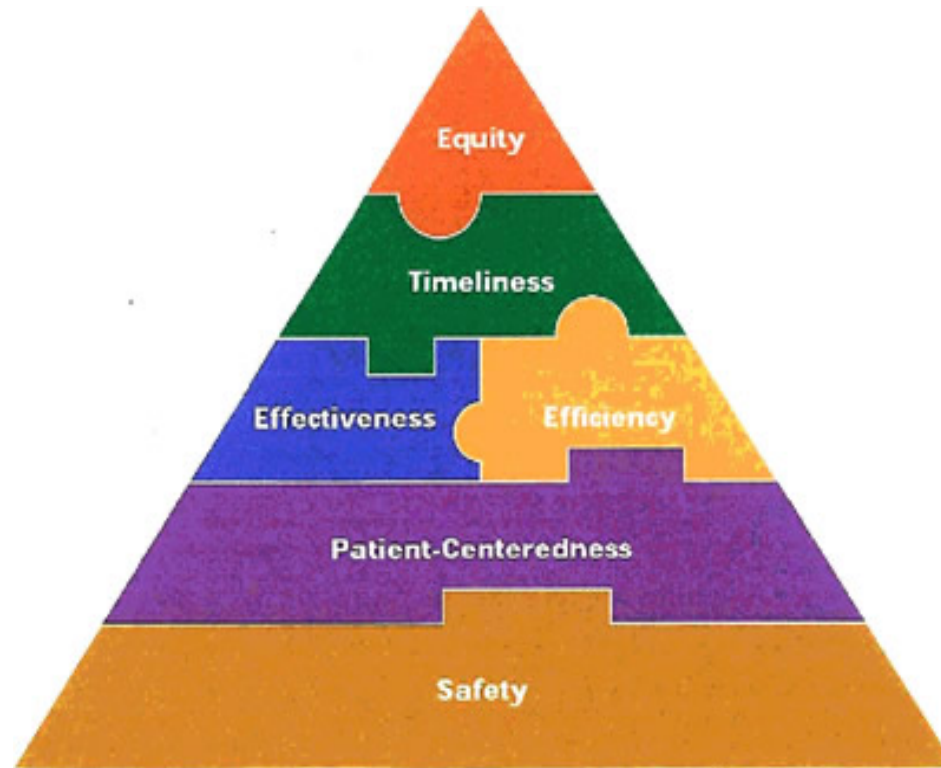 Equity
Timeliness
Effectiveness
Efficiency
Patient-Centeredness
Safety